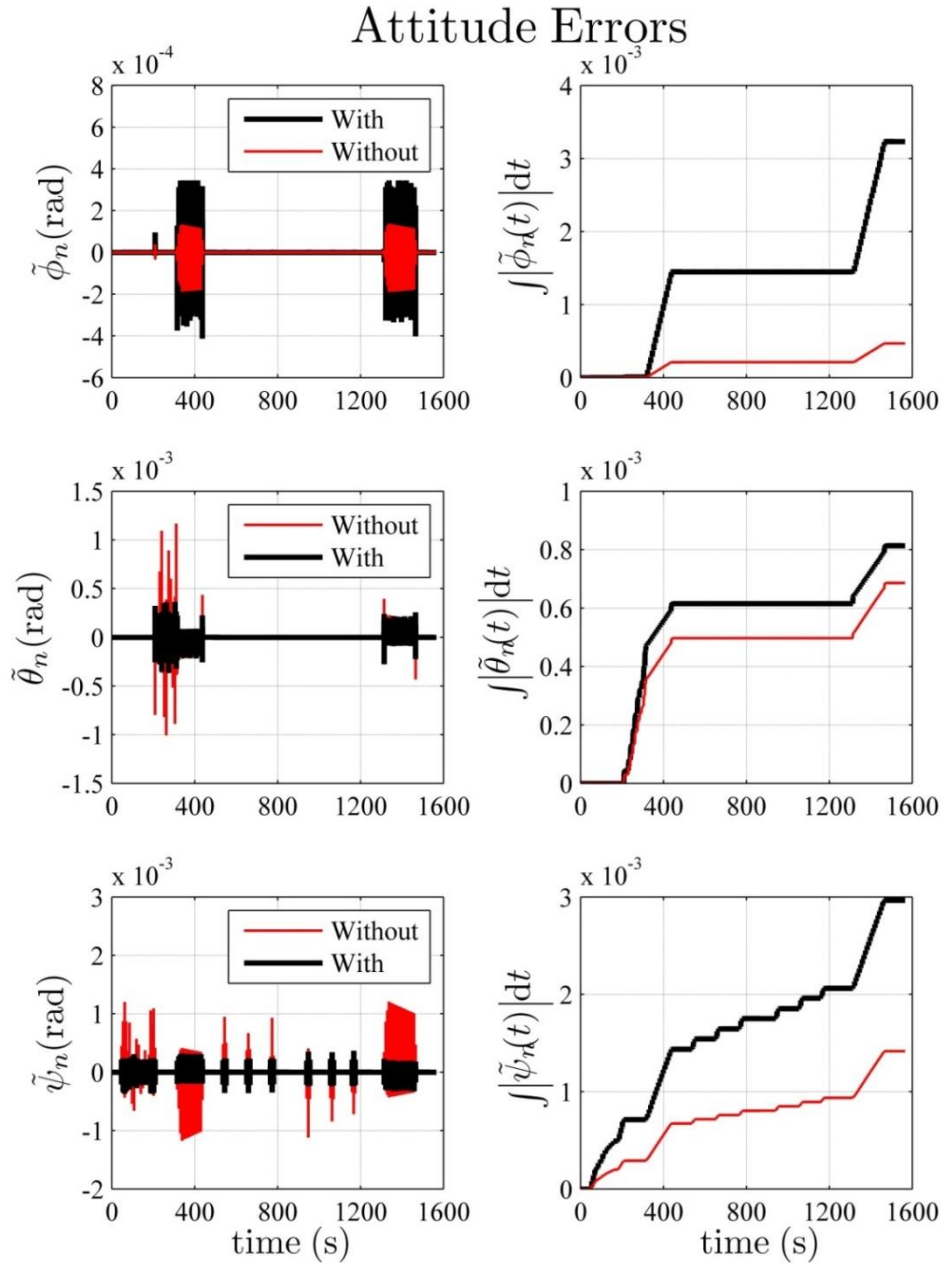 Attitude Errors
x 10⁻⁴
8
6
4
2
0
-2
-4
-6
0 400 800 1200 1600
ϕ̃ₙ(rad)
With
Without
x 10⁻³
4
3
2
1
0
0 400 800 1200 1600
∫|ϕ̃ₙ(t)|dt
x 10⁻³
1.5
1
0.5
0
-0.5
-1
-1.5
0 400 800 1200 1600
θ̃ₙ(rad)
Without
With
x 10⁻³
1
0.8
0.6
0.4
0.2
0
0 400 800 1200 1600
∫|θ̃ₙ(t)|dt
x 10⁻³
3
2
1
0
-1
-2
0 400 800 1200 1600
ψ̃ₙ(rad)
Without
With
time (s)
x 10⁻³
3
2
1
0
0 400 800 1200 1600
∫|ψ̃ₙ(t)|dt
time (s)